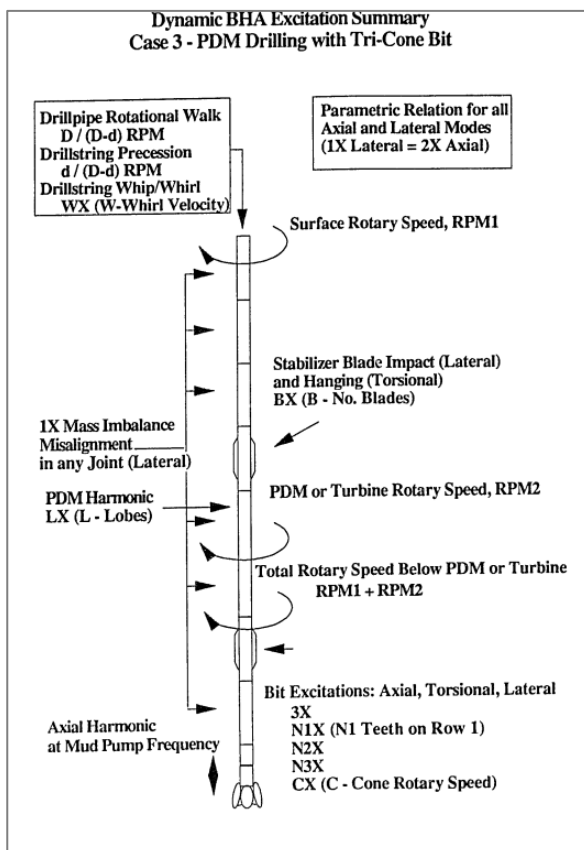 Dynamic BHA Excitation Summary
Case 3 - PDM Drilling with Tri-Cone Bit
Drillpipe Rotational Walk
D / (D-d) RPM
Drillstring Precession
d / (D-d) RPM
Drillstring Whip/Whirl
WX (W-Whirl Velocity)
Parametric Relation for all
Axial and Lateral Modes
(1X Lateral = 2X Axial)
Surface Rotary Speed, RPM1
Stabilizer Blade Impact (Lateral)
and Hanging (Torsional)
BX (B - No. Blades)
1X Mass Imbalance
Misalignment
in any Joint (Lateral)
PDM Harmonic
LX (L - Lobes)
PDM or Turbine Rotary Speed, RPM2
Total Rotary Speed Below PDM or Turbine
RPM1 + RPM2
Bit Excitations: Axial, Torsional, Lateral
3X
N1X (N1 Teeth on Row 1)
N2X
N3X
CX (C - Cone Rotary Speed)
Axial Harmonic
at Mud Pump Frequency